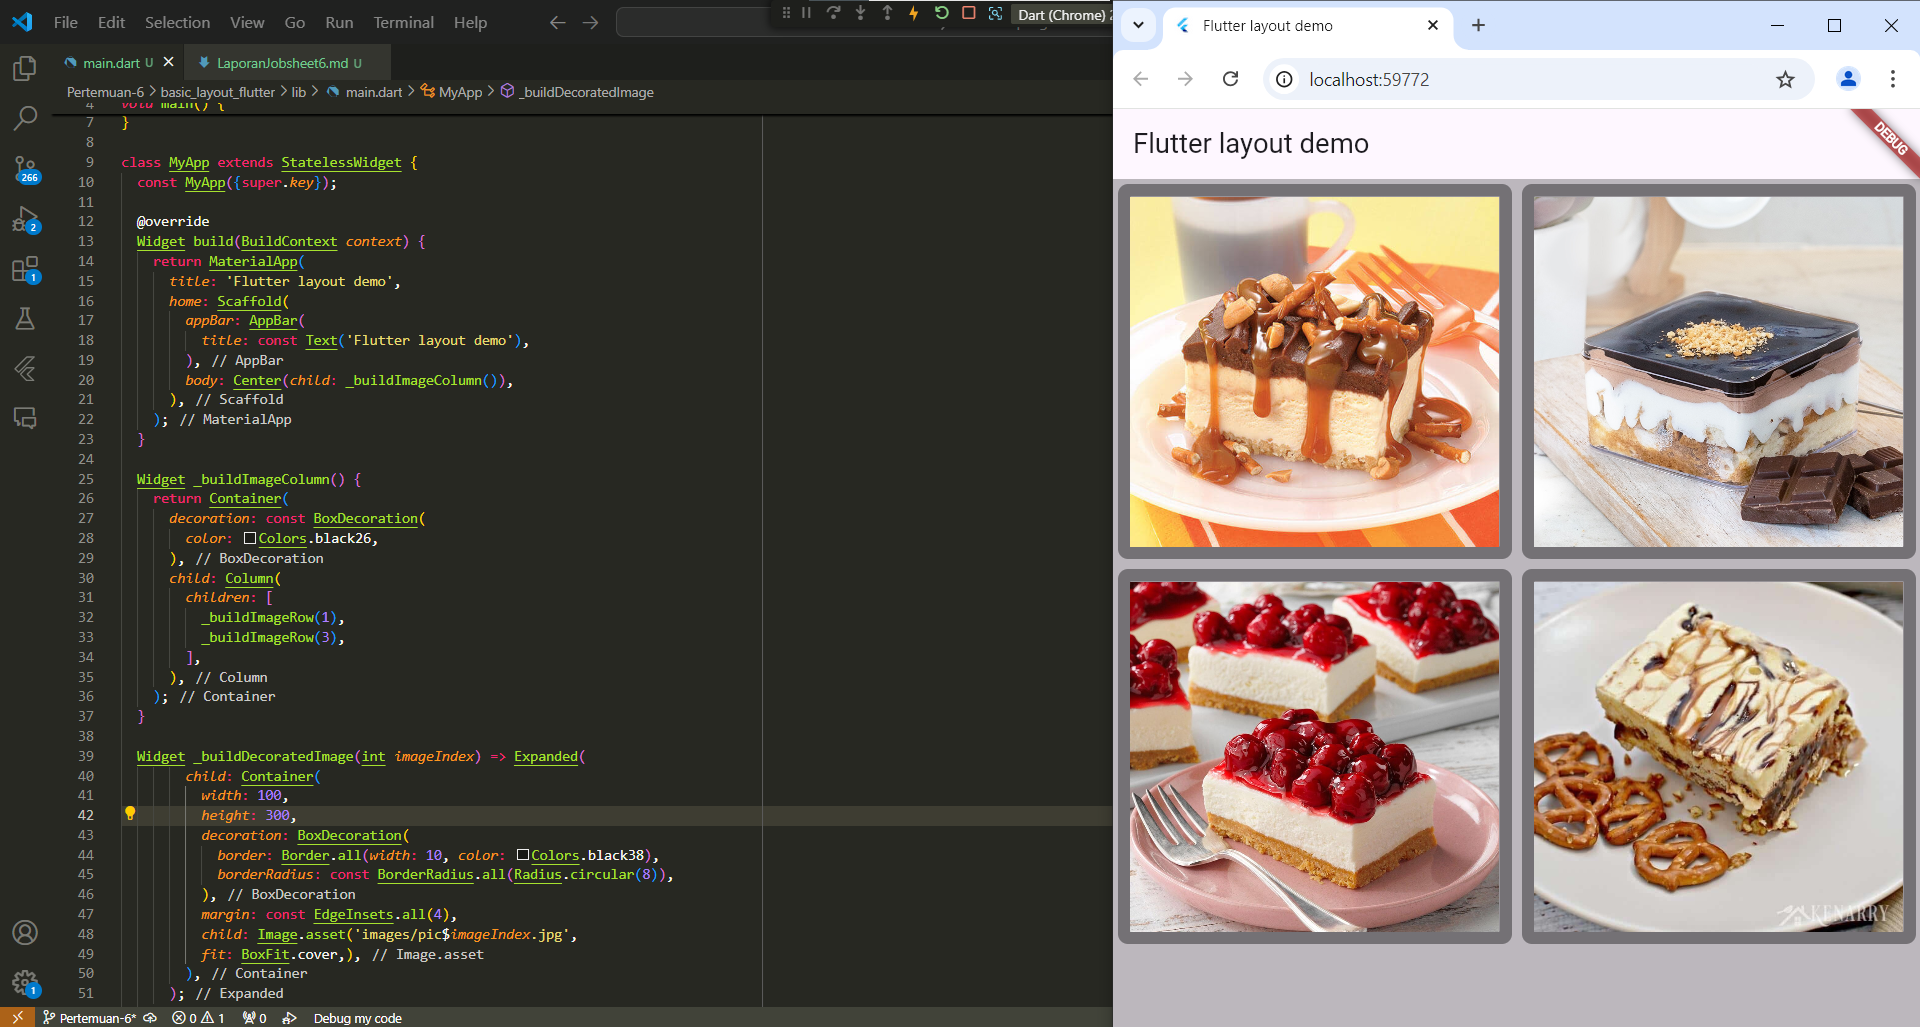 File Edit Selection View Go Run Terminal Help
Dart (Chrome)
main.dart U
LaporanJobsheet6.md U
Pertemuan-6 > basic_layout_flutter > lib > main.dart > MyApp > _buildDecoratedImage
4 void main() {
7 }
8
9 class MyApp extends StatelessWidget {
10 const MyApp({super.key});
11
12 @override
13 Widget build(BuildContext context) {
14 return MaterialApp(
15 title: 'Flutter layout demo',
16 home: Scaffold(
17 appBar: AppBar(
18 title: const Text('Flutter layout demo'),
19 ), // AppBar
20 body: Center(child: _buildImageColumn()),
21 ), // Scaffold
22 ); // MaterialApp
23 }
24
25 Widget _buildImageColumn() {
26 return Container(
27 decoration: const BoxDecoration(
28 color: Colors.black26,
29 ), // BoxDecoration
30 child: Column(
31 children: [
32 _buildImageRow(1),
33 _buildImageRow(3),
34 ],
35 ), // Column
36 ); // Container
37 }
38
39 Widget _buildDecoratedImage(int imageIndex) => Expanded(
40 child: Container(
41 width: 100,
42 height: 300,
43 decoration: BoxDecoration(
44 border: Border.all(width: 10, color: Colors.black38),
45 borderRadius: const BorderRadius.all(Radius.circular(8)),
46 ), // BoxDecoration
47 margin: const EdgeInsets.all(4),
48 child: Image.asset('images/pic$imageIndex.jpg',
49 fit: BoxFit.cover,), // Image.asset
50 ), // Container
51 ); // Expanded
266
2
1
1
Pertemuan-6* 0 1 0 Debug my code
Flutter layout demo
localhost:59772
Flutter layout demo
DEBUG
KENARRY